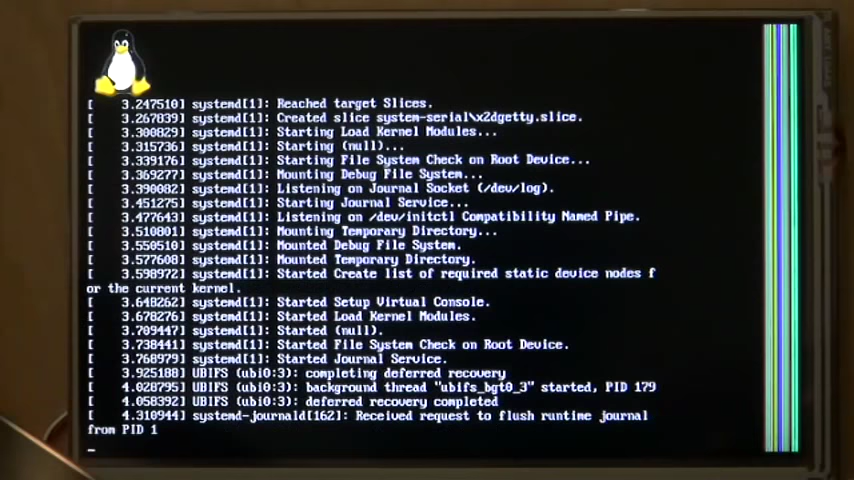 [    3.247510] systemd[1]: Reached target Slices.
[    3.267039] systemd[1]: Created slice system-serial\x2dgetty.slice.
[    3.300829] systemd[1]: Starting Load Kernel Modules...
[    3.315736] systemd[1]: Starting (null)...
[    3.339176] systemd[1]: Starting File System Check on Root Device...
[    3.369277] systemd[1]: Mounting Debug File System...
[    3.390082] systemd[1]: Listening on Journal Socket (/dev/log).
[    3.451275] systemd[1]: Starting Journal Service...
[    3.477643] systemd[1]: Listening on /dev/initctl Compatibility Named Pipe.
[    3.510801] systemd[1]: Mounting Temporary Directory...
[    3.550510] systemd[1]: Mounted Debug File System.
[    3.577608] systemd[1]: Mounted Temporary Directory.
[    3.598972] systemd[1]: Started Create list of required static device nodes f
or the current kernel.
[    3.648262] systemd[1]: Started Setup Virtual Console.
[    3.678276] systemd[1]: Started Load Kernel Modules.
[    3.709447] systemd[1]: Started (null).
[    3.738441] systemd[1]: Started File System Check on Root Device.
[    3.768979] systemd[1]: Started Journal Service.
[    3.925188] UBIFS (ubi0:3): completing deferred recovery
[    4.028795] UBIFS (ubi0:3): background thread "ubifs_bgt0_3" started, PID 179
[    4.058392] UBIFS (ubi0:3): deferred recovery completed
[    4.310944] systemd-journald[162]: Received request to flush runtime journal
from PID 1